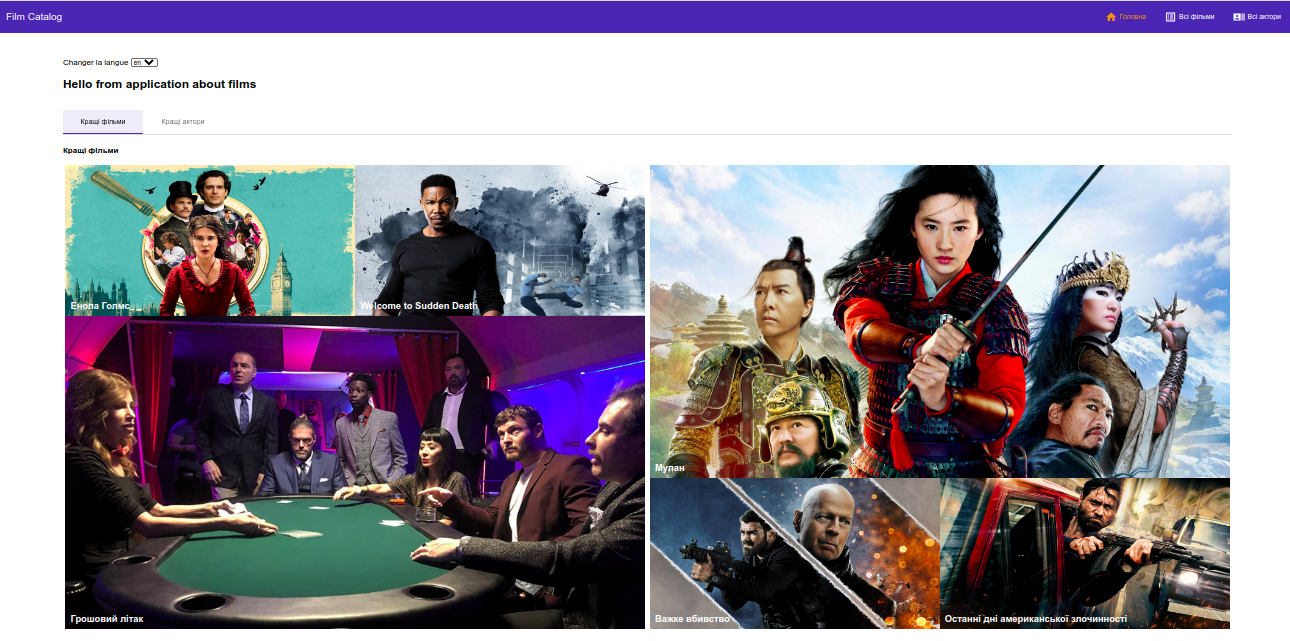 Film Catalog
Головна
Всі фільми
Всі актори
Changer la langue en
Hello from application about films
Кращі фільми
Кращі актори
Кращі фільми
Енола Голмс
Welcome to Sudden Death
Мулан
Грошовий літак
Важке вбивство
Останні дні американської злочинності